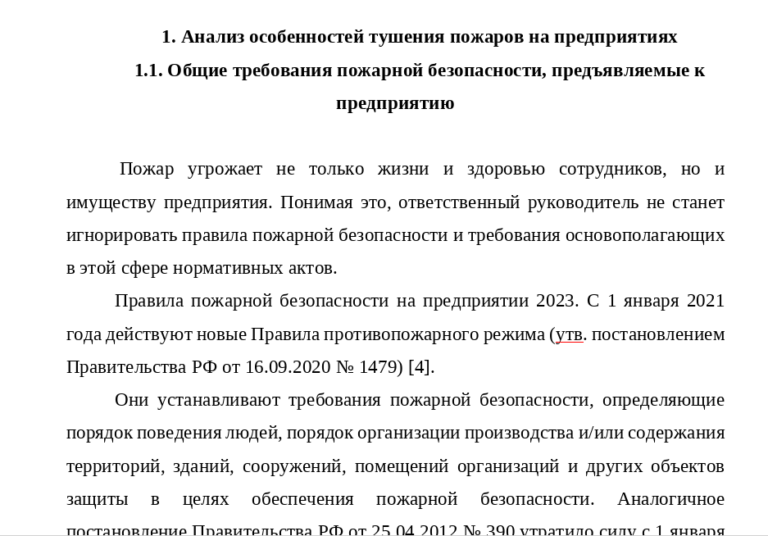 1. Анализ особенностей тушения пожаров на предприятиях
1.1. Общие требования пожарной безопасности, предъявляемые к
предприятию
Пожар угрожает не только жизни и здоровью сотрудников, но и
имуществу предприятия. Понимая это, ответственный руководитель не станет
игнорировать правила пожарной безопасности и требования основополагающих
в этой сфере нормативных актов.
Правила пожарной безопасности на предприятии 2023. С 1 января 2021
года действуют новые Правила противопожарного режима (утв. постановлением
Правительства РФ от 16.09.2020 № 1479) [4].
Они устанавливают требования пожарной безопасности, определяющие
порядок поведения людей, порядок организации производства и/или содержания
территорий, зданий, сооружений, помещений организаций и других объектов
защиты в целях обеспечения пожарной безопасности. Аналогичное
постановление Правительства РФ от 25.04.2012 № 390 утратило силу с 1 января